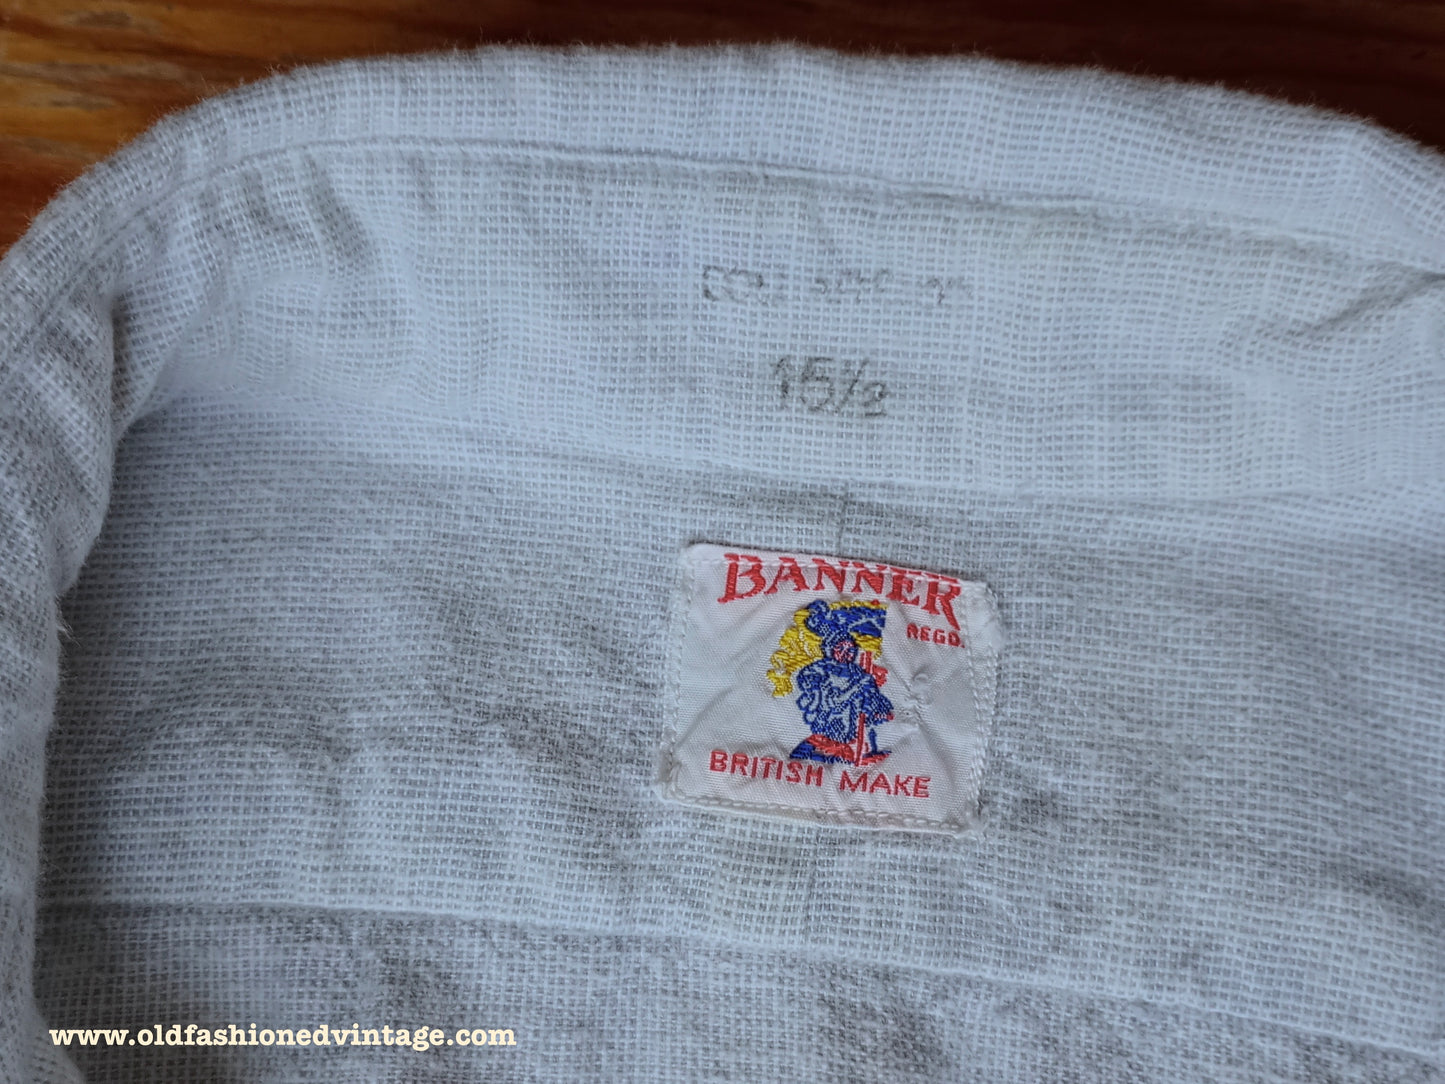 15½
BANNER
REGD.
BRITISH MAKE
www.oldfashionedvintage.com